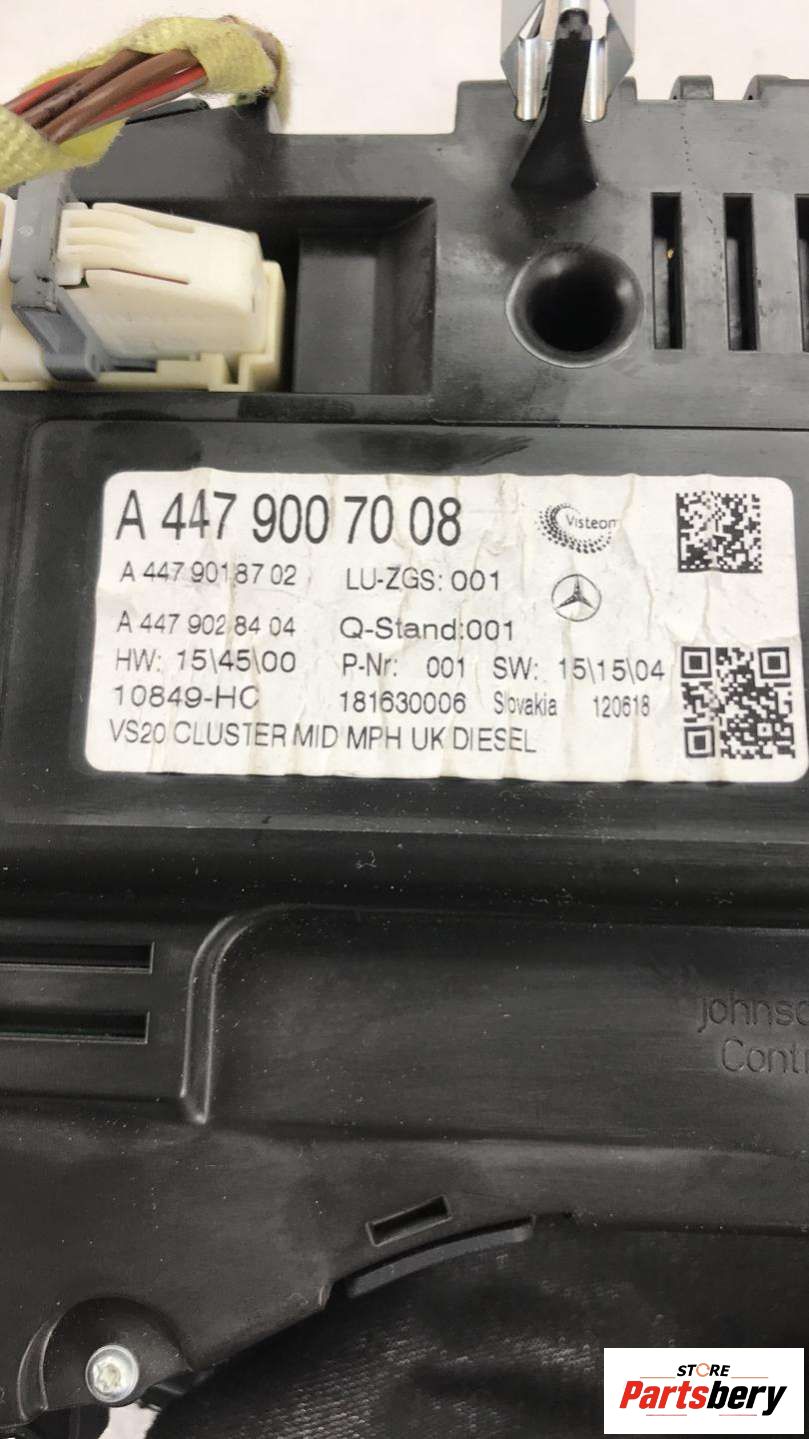 A 447 900 70 08
Visteon
A 447 901 87 02 LU-ZGS: 001
A 447 902 84 04 Q-Stand:001
HW: 15\45\00 P-Nr: 001 SW: 15\15\04
10849-HC 181630006 Slovakia 120618
VS20 CLUSTER MID MPH UK DIESEL
STORE
Partsbery